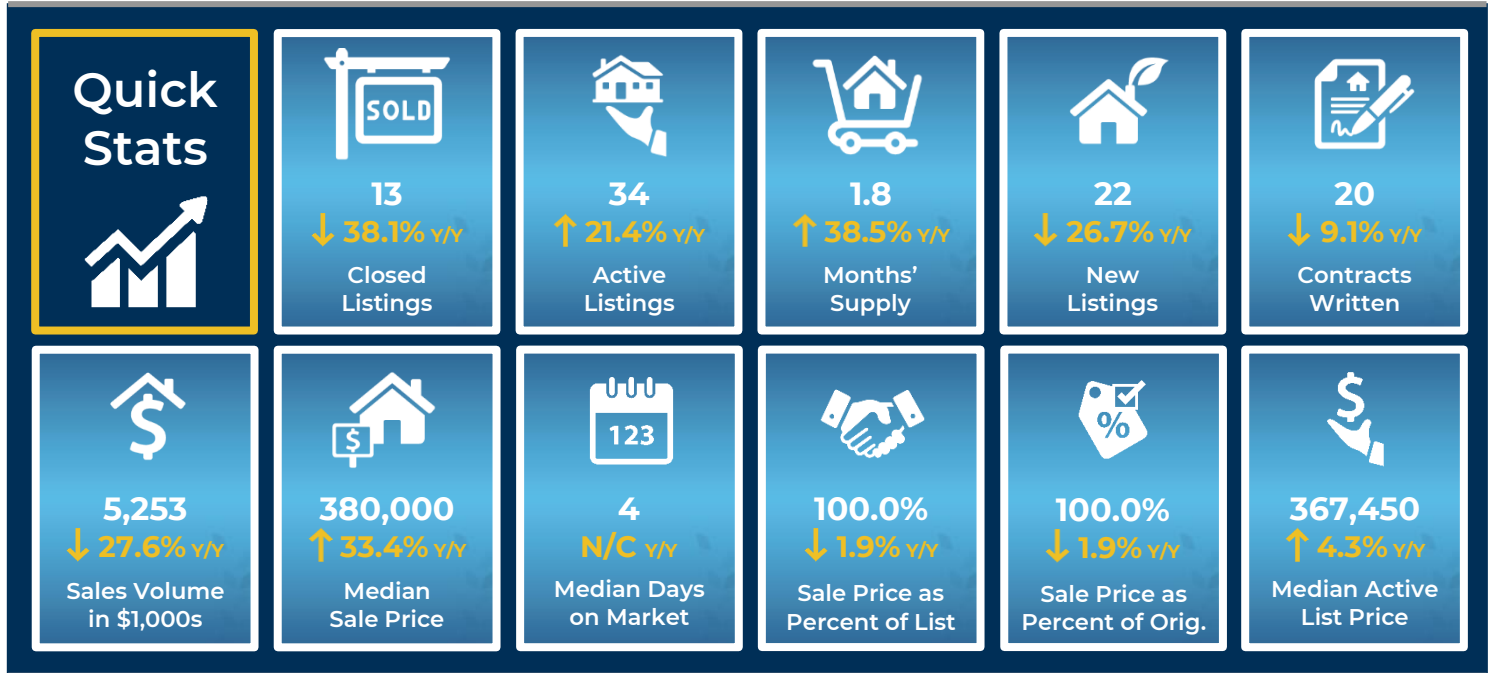 Quick
Stats
SOLD
13
↓ 38.1% Y/Y
Closed
Listings
34
↑ 21.4% Y/Y
Active
Listings
1.8
↑ 38.5% Y/Y
Months’
Supply
22
↓ 26.7% Y/Y
New
Listings
20
↓ 9.1% Y/Y
Contracts
Written
$
5,253
↓ 27.6% Y/Y
Sales Volume
in $1,000s
$
380,000
↑ 33.4% Y/Y
Median
Sale Price
123
4
N/C Y/Y
Median Days
on Market
100.0%
↓ 1.9% Y/Y
Sale Price as
Percent of List
%
100.0%
↓ 1.9% Y/Y
Sale Price as
Percent of Orig.
$
367,450
↑ 4.3% Y/Y
Median Active
List Price